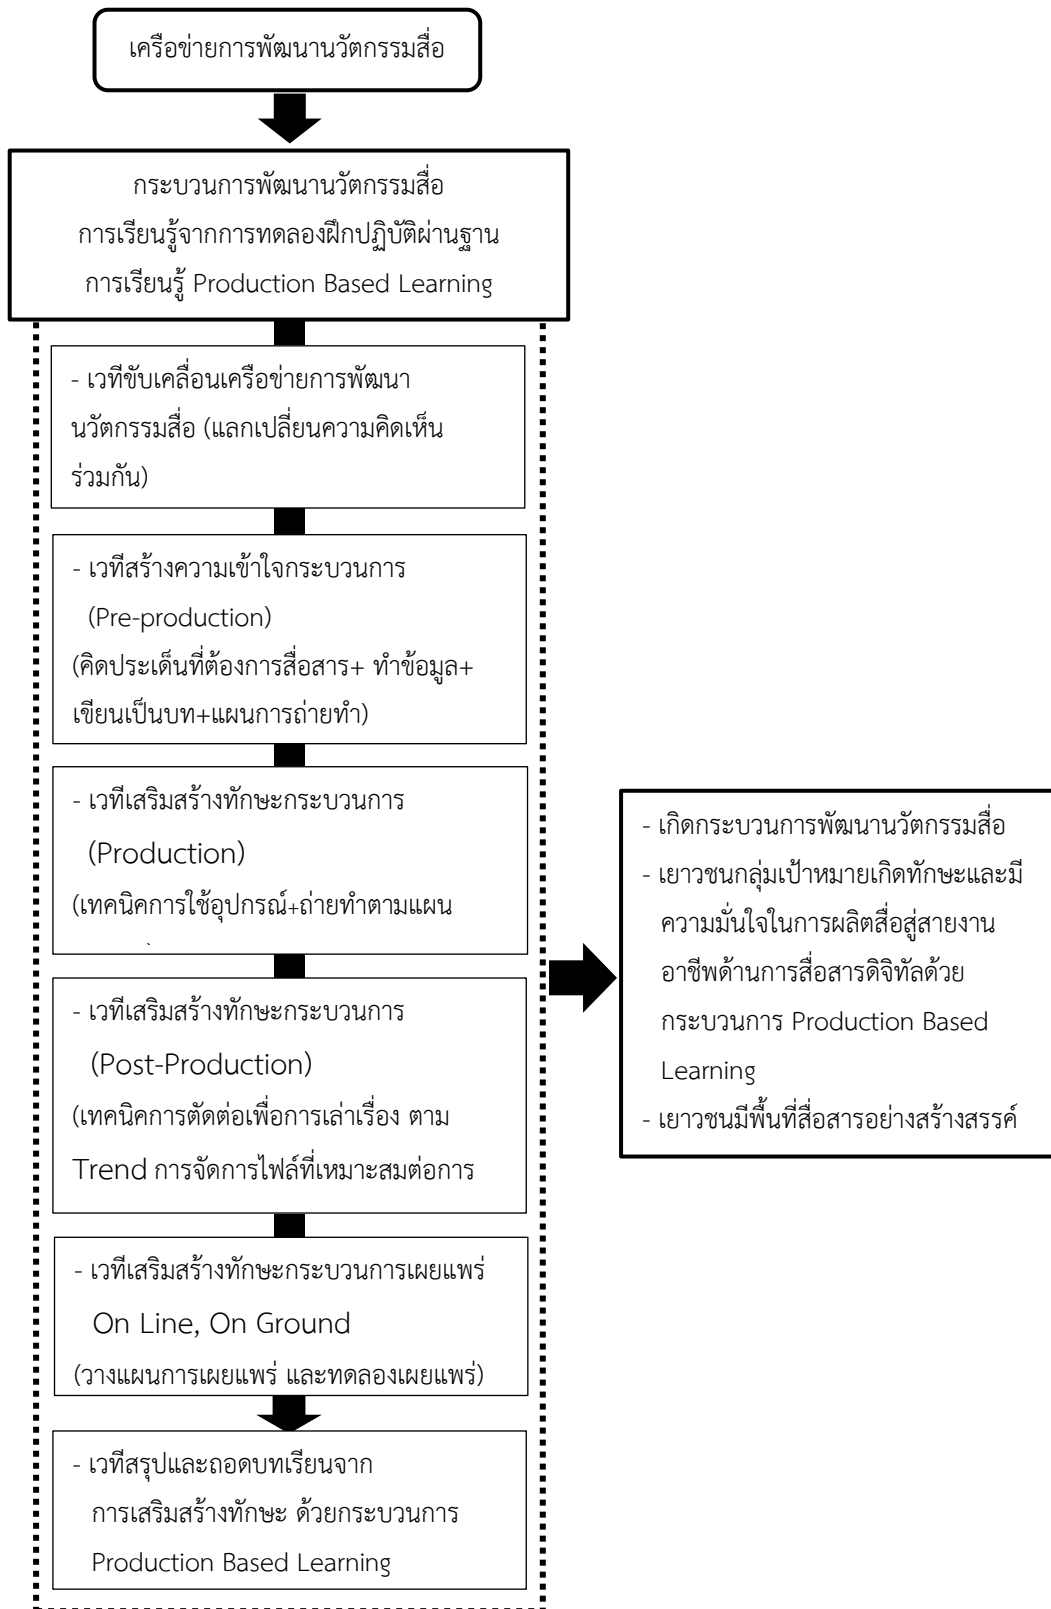 เครือข่ายการพัฒนานวัตกรรมสื่อ
กระบวนการพัฒนานวัตกรรมสื่อ
การเรียนรู้จากการทดลองฝึกปฏิบัติผ่านฐาน
การเรียนรู้ Production Based Learning
- เวทีขับเคลื่อนเครือข่ายการพัฒนา
นวัตกรรมสื่อ (แลกเปลี่ยนความคิดเห็น
ร่วมกัน)
- เวทีสร้างความเข้าใจกระบวนการ
(Pre-production)
(คิดประเด็นที่ต้องการสื่อสาร+ ทำข้อมูล+
เขียนเป็นบท+แผนการถ่ายทำ)
- เวทีเสริมสร้างทักษะกระบวนการ
(Production)
(เทคนิคการใช้อุปกรณ์+ถ่ายทำตามแผน
- เวทีเสริมสร้างทักษะกระบวนการ
(Post-Production)
(เทคนิคการตัดต่อเพื่อการเล่าเรื่อง ตาม
Trend การจัดการไฟล์ที่เหมาะสมต่อการ
- เวทีเสริมสร้างทักษะกระบวนการเผยแพร่
On Line, On Ground
(วางแผนการเผยแพร่ และทดลองเผยแพร่)
- เวทีสรุปและถอดบทเรียนจาก
การเสริมสร้างทักษะ ด้วยกระบวนการ
Production Based Learning
- เกิดกระบวนการพัฒนานวัตกรรมสื่อ
- เยาวชนกลุ่มเป้าหมายเกิดทักษะและมี
ความมั่นใจในการผลิตสื่อสู่สายงาน
อาชีพด้านการสื่อสารดิจิทัลด้วย
กระบวนการ Production Based
Learning
- เยาวชนมีพื้นที่สื่อสารอย่างสร้างสรรค์